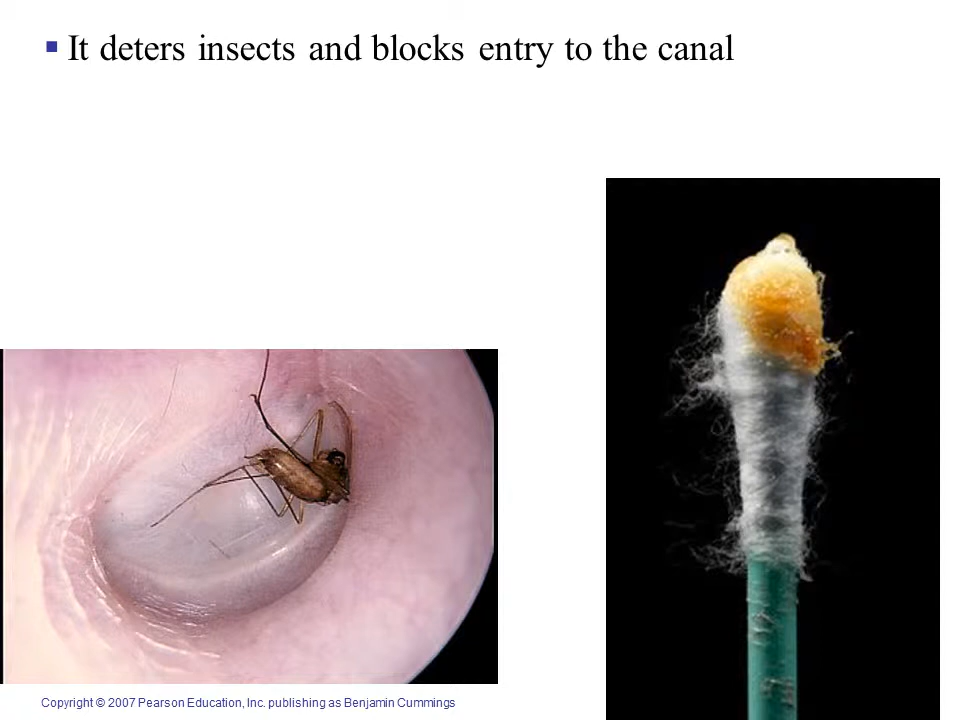 It deters insects and blocks entry to the canal
Copyright © 2007 Pearson Education, Inc. publishing as Benjamin Cummings